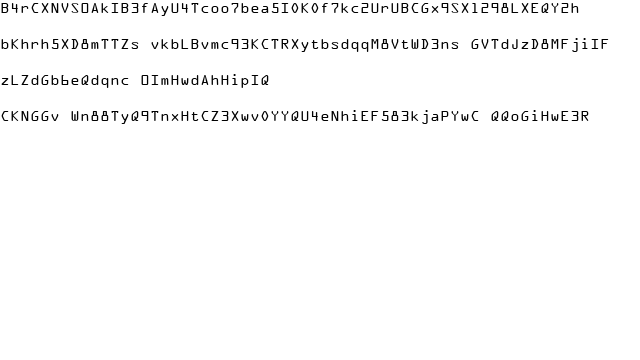 B4rCXNVSOAkIB3fAyU4Tcoo7bea5I0K0f7kc2UrUBCGx9SX1298LXEQY2h
bKhrh5XD8mTTZs vkbLBvmc93KCTRXytbsdqqM8VtWD3ns GVTdJzD8MFjiIF
zLZdGb6eQdqnc OImHwdAhHipIQ
CKNGGv Wn88TyQ9TnxHtCZ3Xwv0YYQU4eNhiEF583kjaPYwC QQoGiHwE3R